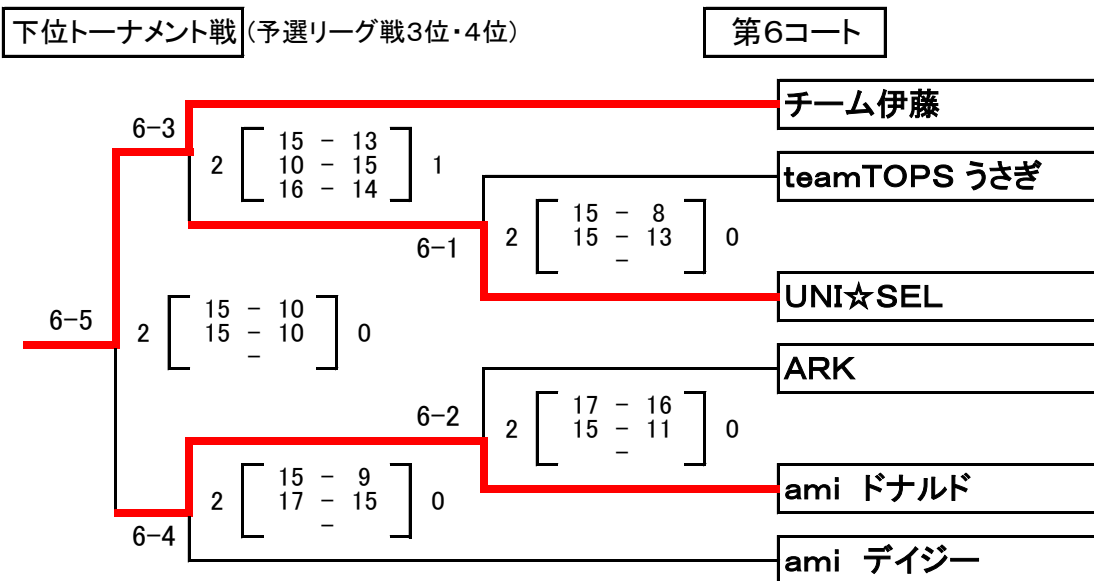 下位トーナメント戦 (予選リーグ戦3位・4位) 第6コート
チーム伊藤
6-3
2 15 - 13 1
10 - 15
16 - 14
teamTOPS うさぎ
6-1
2 15 - 8 0
15 - 13
-
UNI☆SEL
6-5
2 15 - 10 0
15 - 10
-
ARK
6-2
2 17 - 16 0
15 - 11
-
ami ドナルド
2 15 - 9 0
17 - 15
-
6-4
ami デイジー